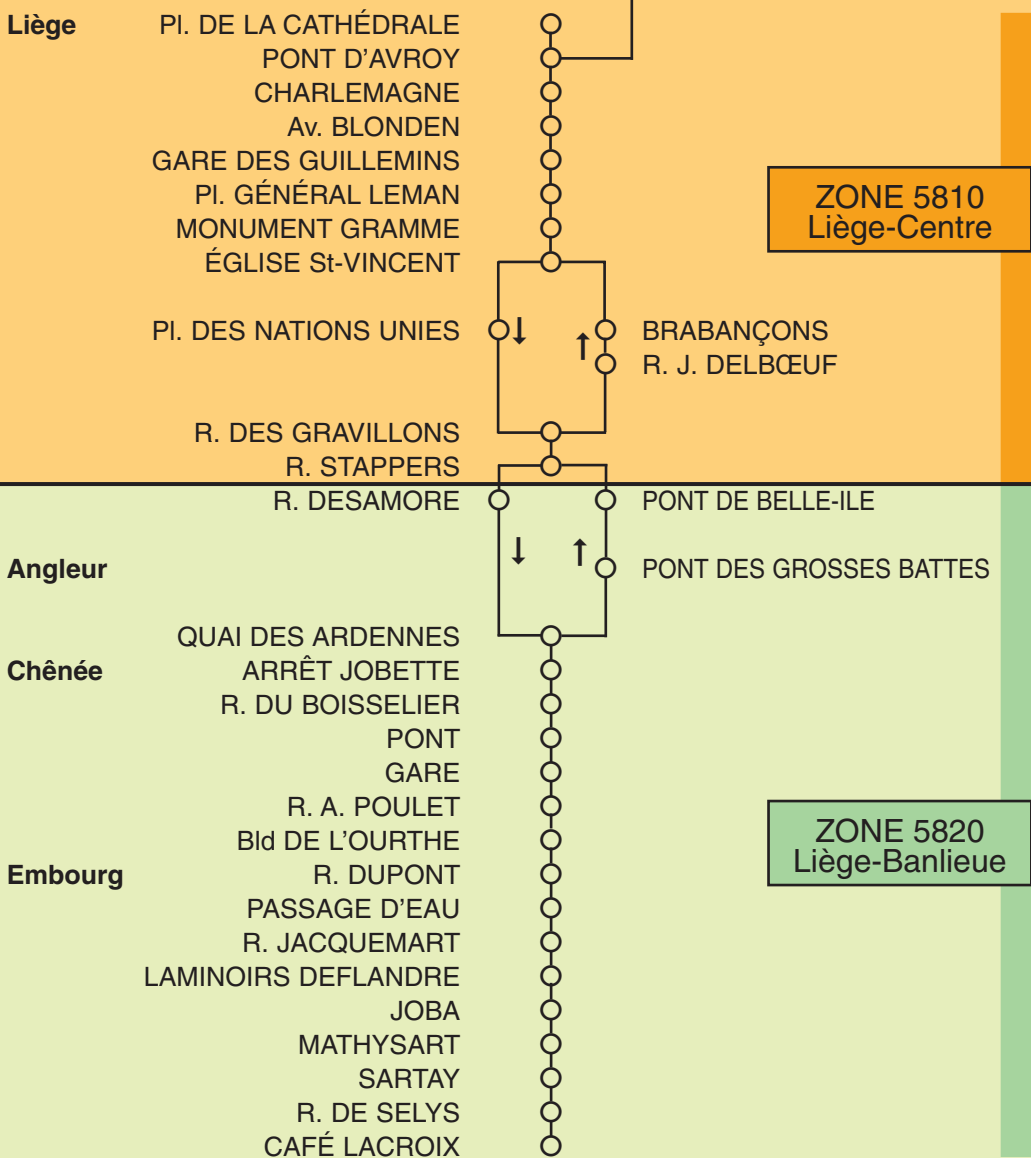 Liège Pl. DE LA CATHÉDRALE
PONT D'AVROY
CHARLEMAGNE
Av. BLONDEN
GARE DES GUILLEMINS
Pl. GÉNÉRAL LEMAN
MONUMENT GRAMME
ÉGLISE St-VINCENT
ZONE 5810
Liège-Centre
Pl. DES NATIONS UNIES
BRABANÇONS
R. J. DELBŒUF
R. DES GRAVILLONS
R. STAPPERS
R. DESAMORE
PONT DE BELLE-ILE
Angleur
PONT DES GROSSES BATTES
QUAI DES ARDENNES
Chênée ARRÊT JOBETTE
R. DU BOISSELIER
PONT
GARE
R. A. POULET
Bld DE L'OURTHE
Embourg R. DUPONT
ZONE 5820
Liège-Banlieue
PASSAGE D'EAU
R. JACQUEMART
LAMINOIRS DEFLANDRE
JOBA
MATHYSART
SARTAY
R. DE SELYS
CAFÉ LACROIX